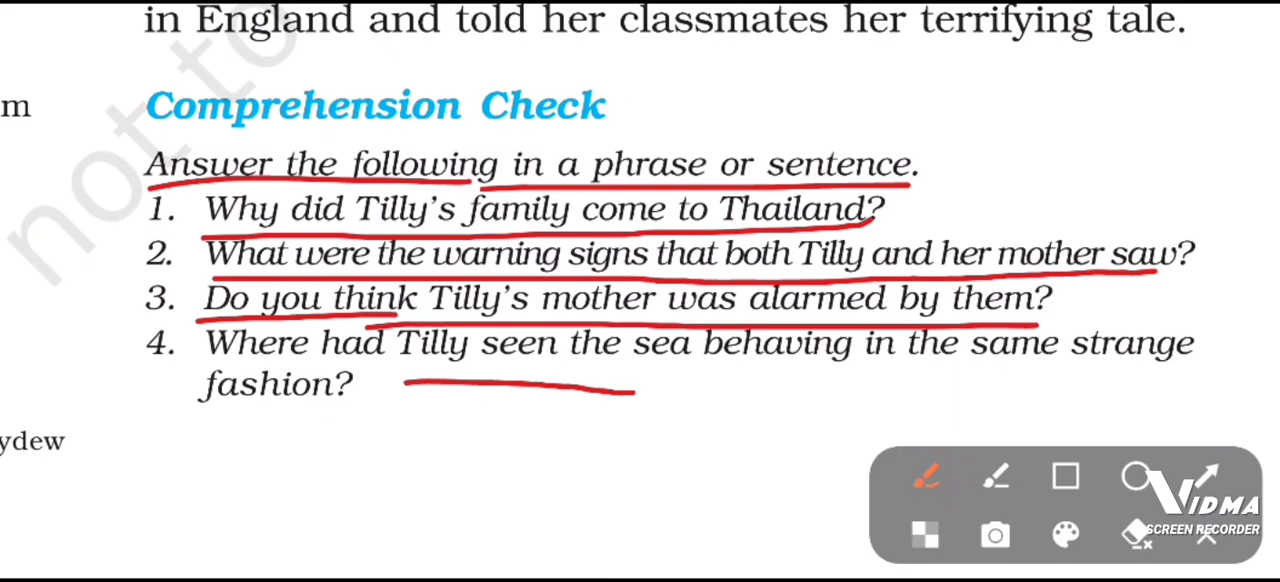 in England and told her classmates her terrifying tale.
m
Comprehension Check
Answer the following in a phrase or sentence.
1. Why did Tilly's family come to Thailand?
2. What were the warning signs that both Tilly and her mother saw?
3. Do you think Tilly's mother was alarmed by them?
4. Where had Tilly seen the sea behaving in the same strange
fashion?
ydew
not to
VIDMA
SCREEN RECORDER